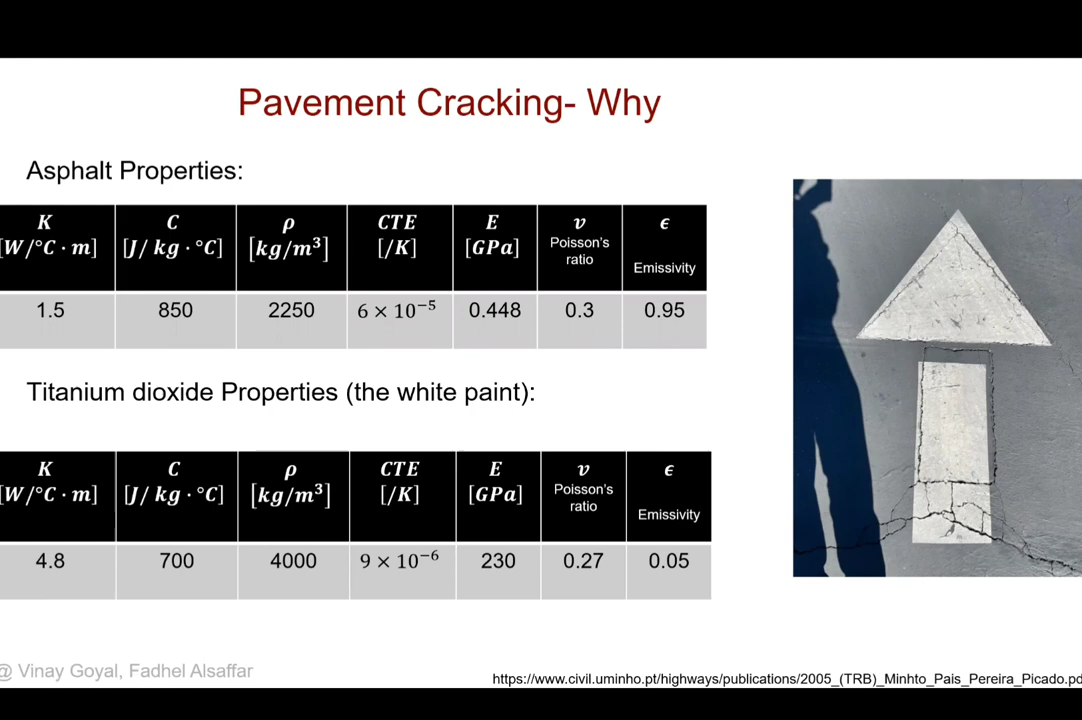 Pavement Cracking- Why
Asphalt Properties:
K C ρ CTE E ν ϵ
[W/°C · m] [J/ kg · °C] [kg/m³] [/K] [GPa] Poisson's ratio Emissivity
1.5 850 2250 6 × 10⁻⁵ 0.448 0.3 0.95
Titanium dioxide Properties (the white paint):
K C ρ CTE E ν ϵ
[W/°C · m] [J/ kg · °C] [kg/m³] [/K] [GPa] Poisson's ratio Emissivity
4.8 700 4000 9 × 10⁻⁶ 230 0.27 0.05
@ Vinay Goyal, Fadhel Alsaffar
https://www.civil.uminho.pt/highways/publications/2005_(TRB)_Minhto_Pais_Pereira_Picado.pd